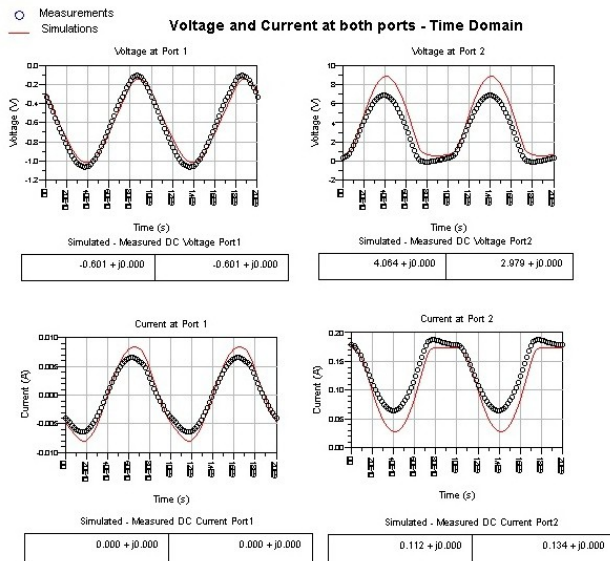 Measurements
Simulations
Voltage and Current at both ports - Time Domain
Voltage at Port 1
Voltage (V)
0.0
-0.2
-0.4
-0.6
-0.8
-1.0
-1.2
Time (s)
Simulated - Measured DC Voltage Port1
-0.601 + j0.000 -0.601 + j0.000
Voltage at Port 2
Voltage (V)
10
8
6
4
2
0
-2
Time (s)
Simulated - Measured DC Voltage Port2
4.064 + j0.000 2.979 + j0.000
Current at Port 1
Current (A)
0.010
0.005
0.000
-0.005
-0.010
Time (s)
Simulated - Measured DC Current Port1
0.000 + j0.000 0.000 + j0.000
Current at Port 2
Current (A)
0.20
0.15
0.10
0.05
0.00
Time (s)
Simulated - Measured DC Current Port2
0.112 + j0.000 0.134 + j0.000